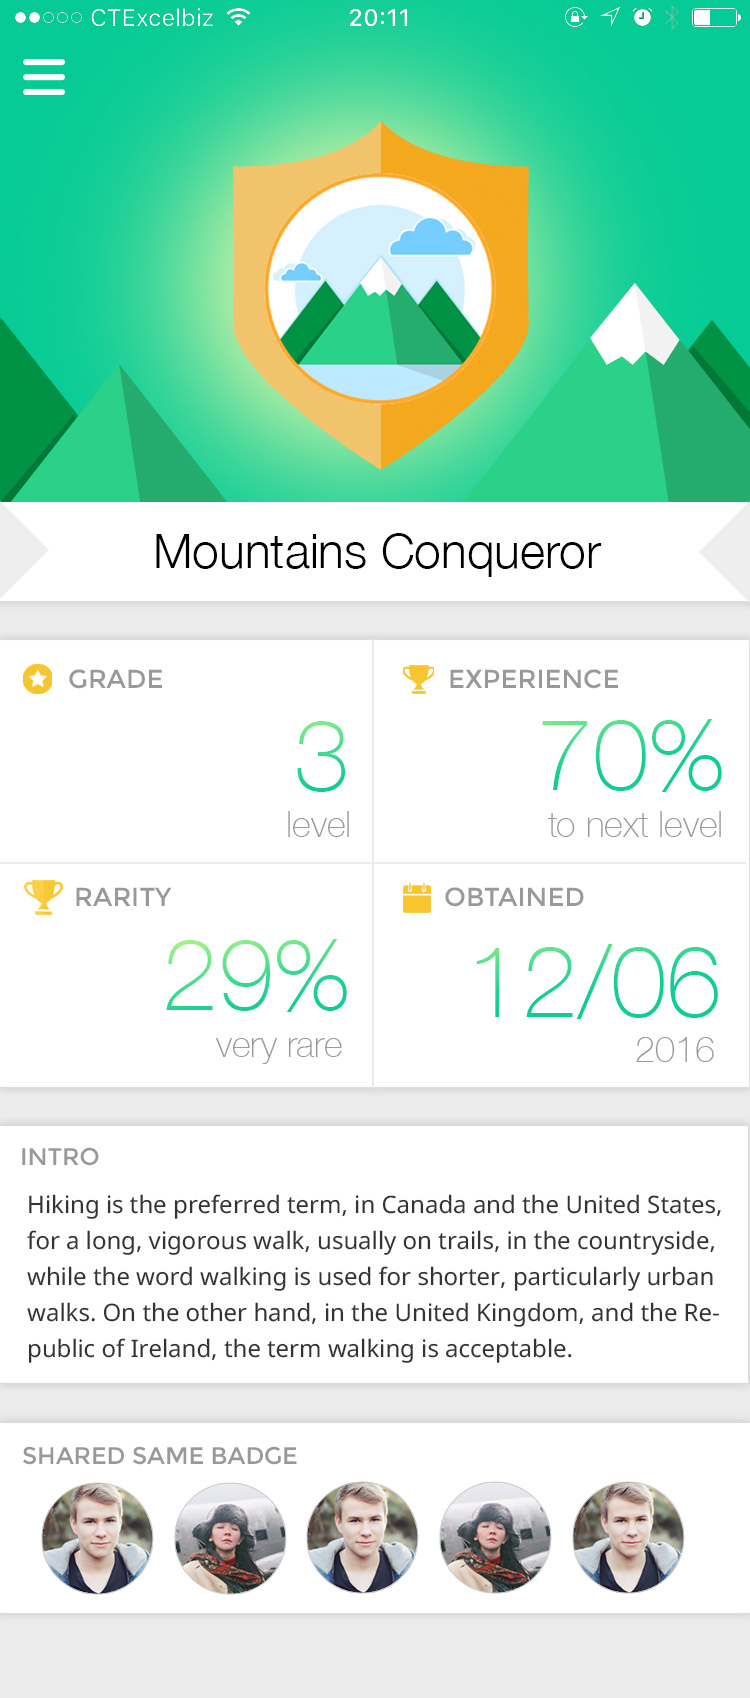 CTExcelbiz 20:11
Mountains Conqueror
GRADE
3
level
EXPERIENCE
70%
to next level
RARITY
29%
very rare
OBTAINED
12/06
2016
INTRO
Hiking is the preferred term, in Canada and the United States,
for a long, vigorous walk, usually on trails, in the countryside,
while the word walking is used for shorter, particularly urban
walks. On the other hand, in the United Kingdom, and the Re-
public of Ireland, the term walking is acceptable.
SHARED SAME BADGE